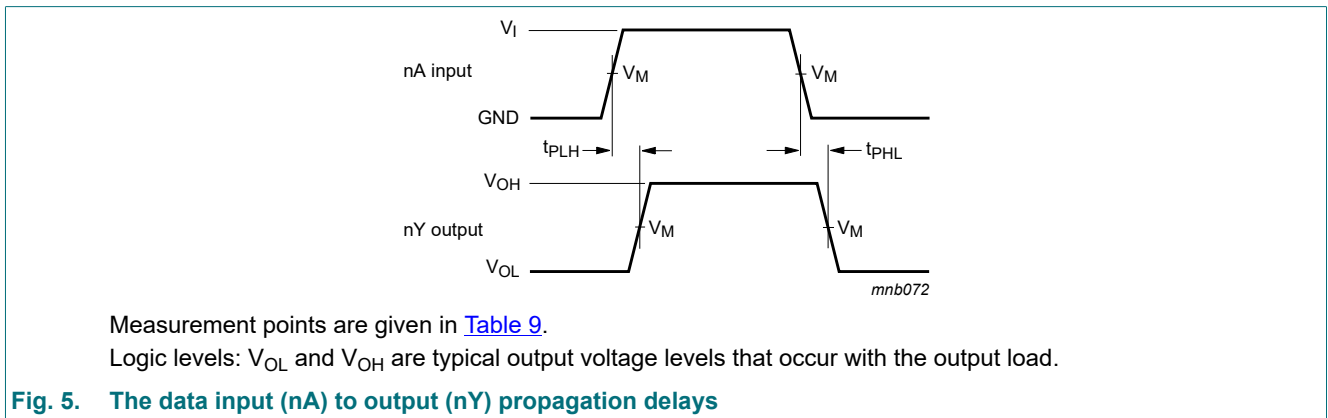 VI
nA input
VM
VM
GND
tPLH
tPHL
VOH
nY output
VM
VM
VOL
mnb072
Measurement points are given in Table 9.
Logic levels: VOL and VOH are typical output voltage levels that occur with the output load.
Fig. 5. The data input (nA) to output (nY) propagation delays